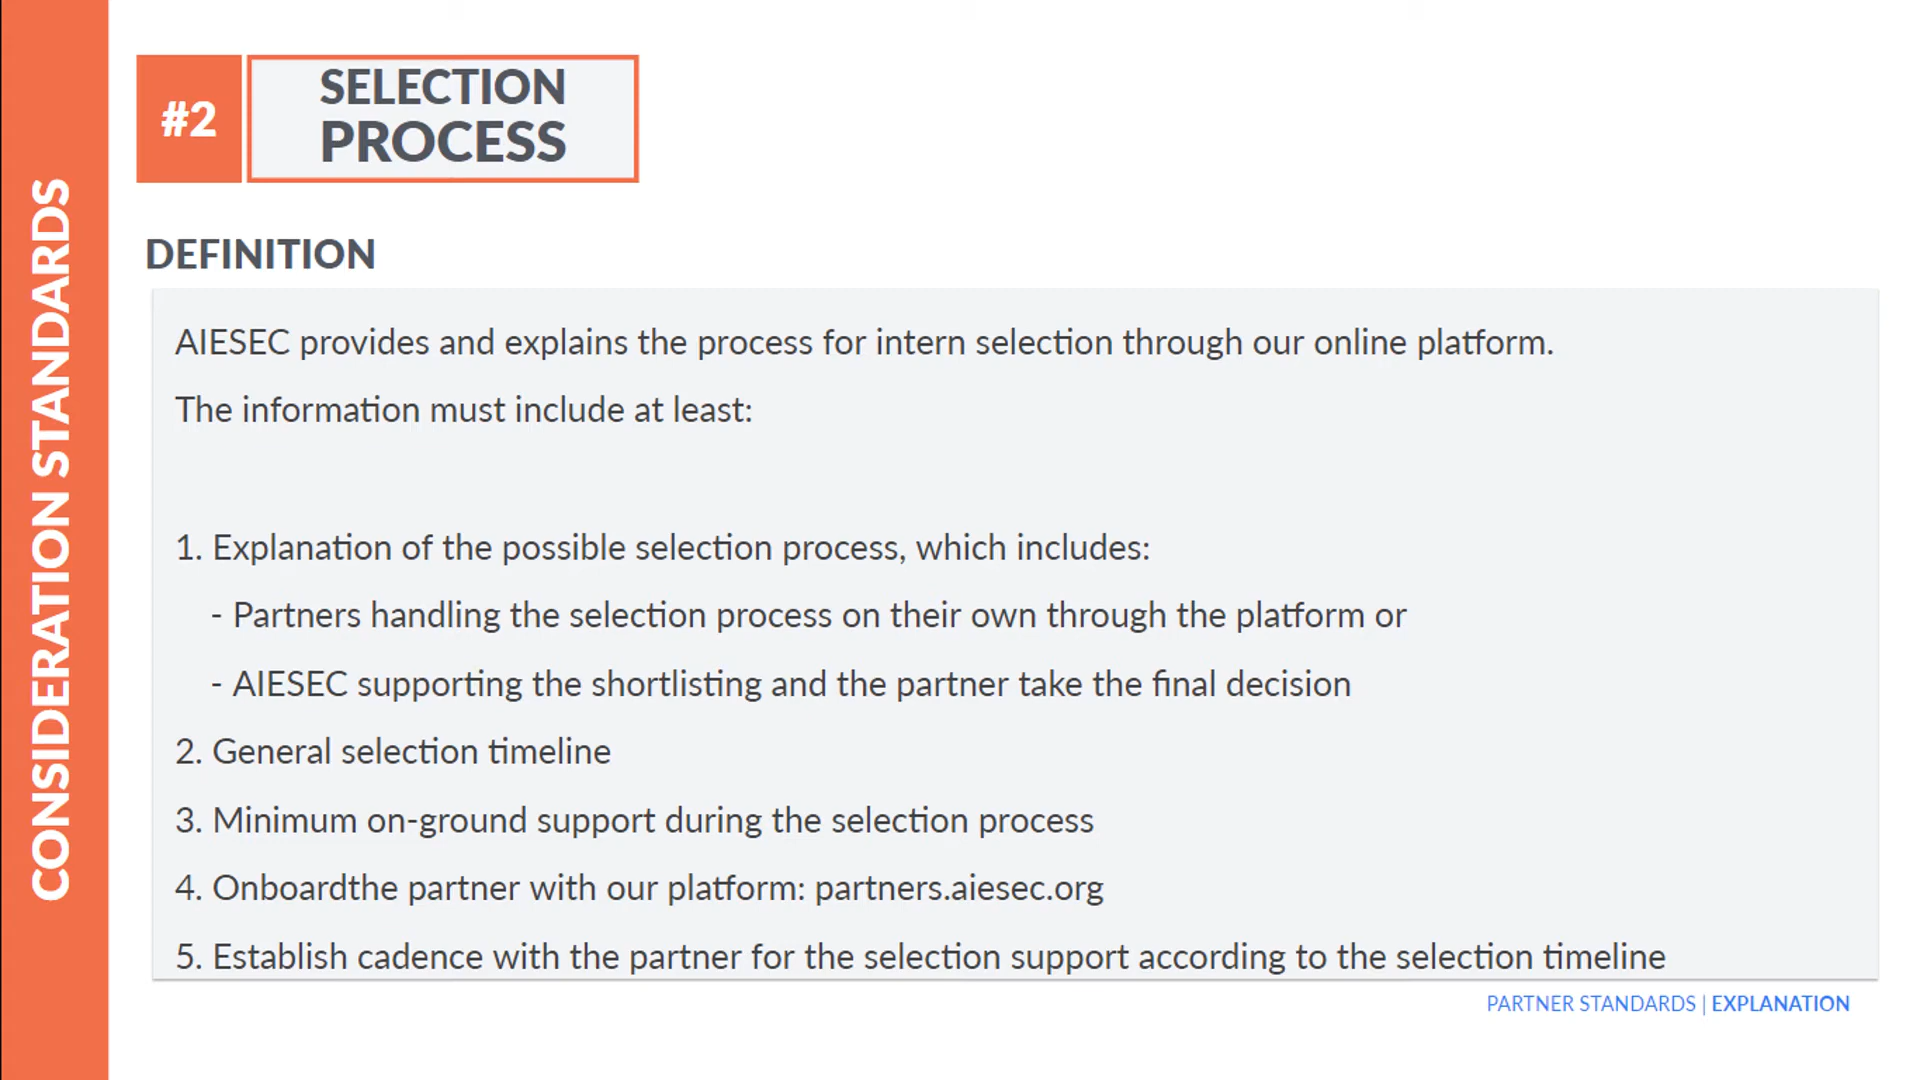 CONSIDERATION STANDARDS
#2
SELECTION
PROCESS
DEFINITION
AIESEC provides and explains the process for intern selection through our online platform.
The information must include at least:
1. Explanation of the possible selection process, which includes:
- Partners handling the selection process on their own through the platform or
- AIESEC supporting the shortlisting and the partner take the final decision
2. General selection timeline
3. Minimum on-ground support during the selection process
4. Onboardthe partner with our platform: partners.aiesec.org
5. Establish cadence with the partner for the selection support according to the selection timeline
PARTNER STANDARDS | EXPLANATION